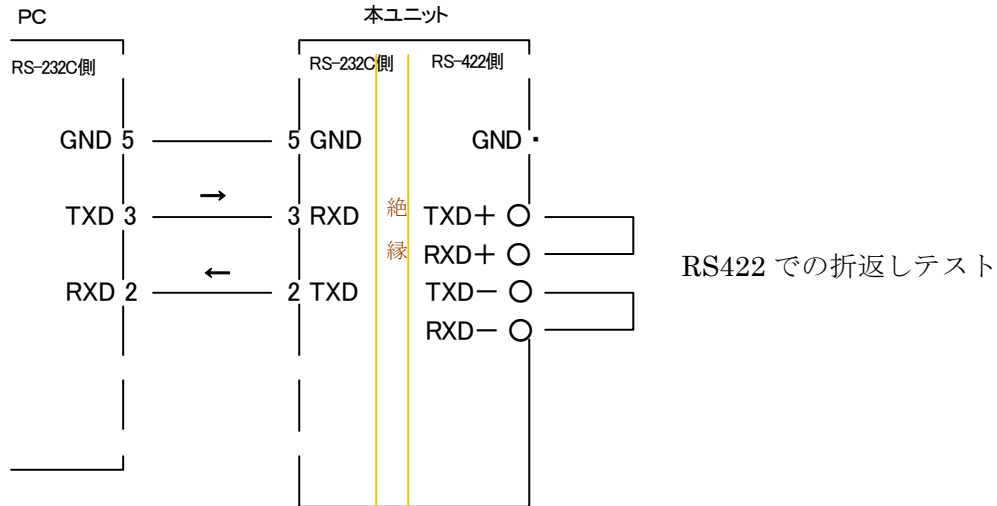 PC
本ユニット
RS-232C側
RS-232C側
RS-422側
GND 5
5 GND
GND
TXD 3
→
3 RXD
絶縁
TXD+
RXD+
RXD 2
←
2 TXD
TXD-
RXD-
RS422 での折返しテスト